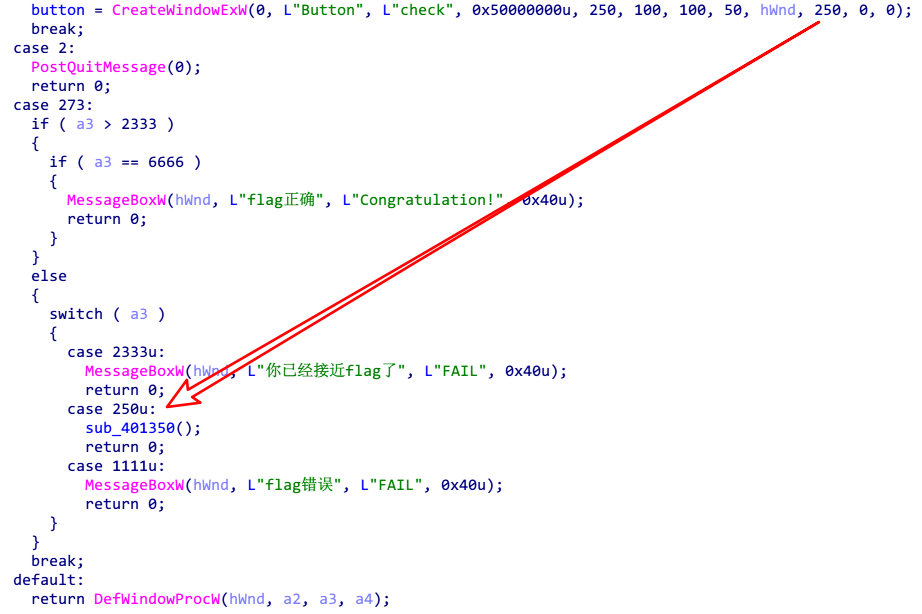 button = CreateWindowExW(0, L"Button", L"check", 0x50000000u, 250, 100, 100, 50, hWnd, 250, 0, 0);
break;
case 2:
PostQuitMessage(0);
return 0;
case 273:
if ( a3 > 2333 )
{
if ( a3 == 6666 )
{
MessageBoxW(hWnd, L"flag正确", L"Congratulation!", 0x40u);
return 0;
}
}
else
{
switch ( a3 )
{
case 2333u:
MessageBoxW(hWnd, L"你已经接近flag了", L"FAIL", 0x40u);
return 0;
case 250u:
sub_401350();
return 0;
case 1111u:
MessageBoxW(hWnd, L"flag错误", L"FAIL", 0x40u);
return 0;
}
}
break;
default:
return DefWindowProcW(hWnd, a2, a3, a4);